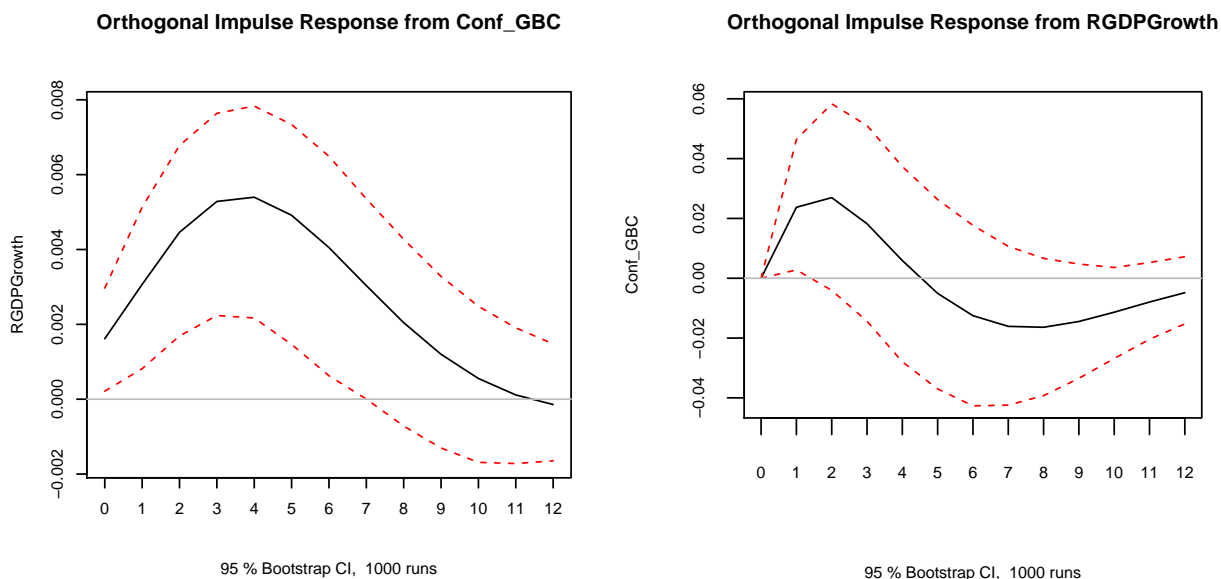 Orthogonal Impulse Response from Conf_GBC
RGDPGrowth
0.008
0.006
0.004
0.002
0.000
−0.002
0 1 2 3 4 5 6 7 8 9 10 11 12
95 % Bootstrap CI, 1000 runs
Orthogonal Impulse Response from RGDPGrowth
Conf_GBC
0.06
0.04
0.02
0.00
−0.02
−0.04
0 1 2 3 4 5 6 7 8 9 10 11 12
95 % Bootstrap CI, 1000 runs